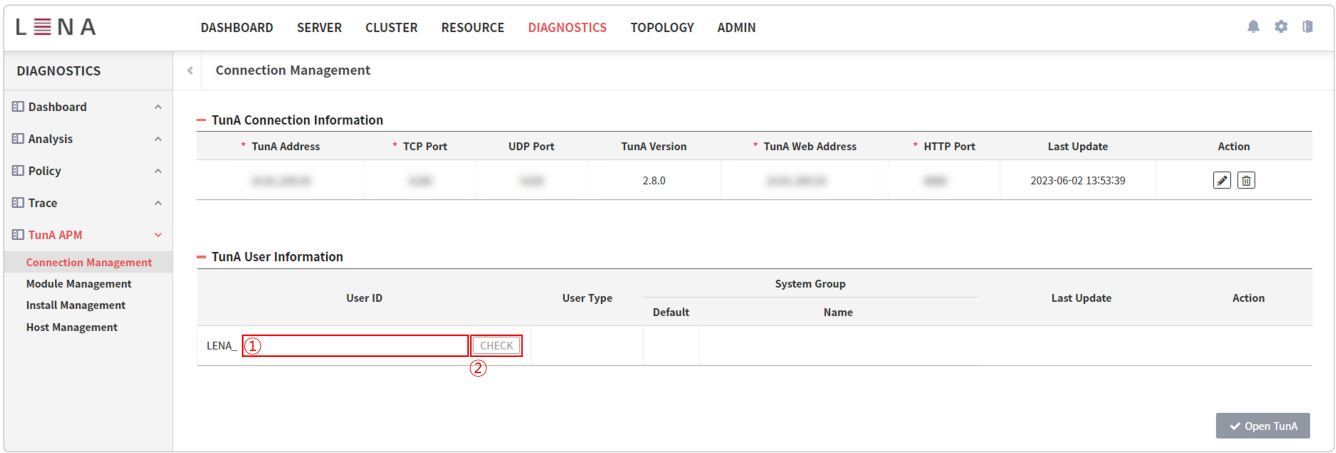 LENA
DASHBOARD SERVER CLUSTER RESOURCE DIAGNOSTICS TOPOLOGY ADMIN
DIAGNOSTICS
Connection Management
Dashboard
Analysis
Policy
Trace
TunA APM
Connection Management
Module Management
Install Management
Host Management
TunA Connection Information
* TunA Address * TCP Port UDP Port TunA Version * TunA Web Address * HTTP Port Last Update Action
2.8.0 2023-06-02 13:53:39
TunA User Information
User ID User Type System Group Last Update Action
Default Name
LENA_ ① CHECK
②
Open TunA